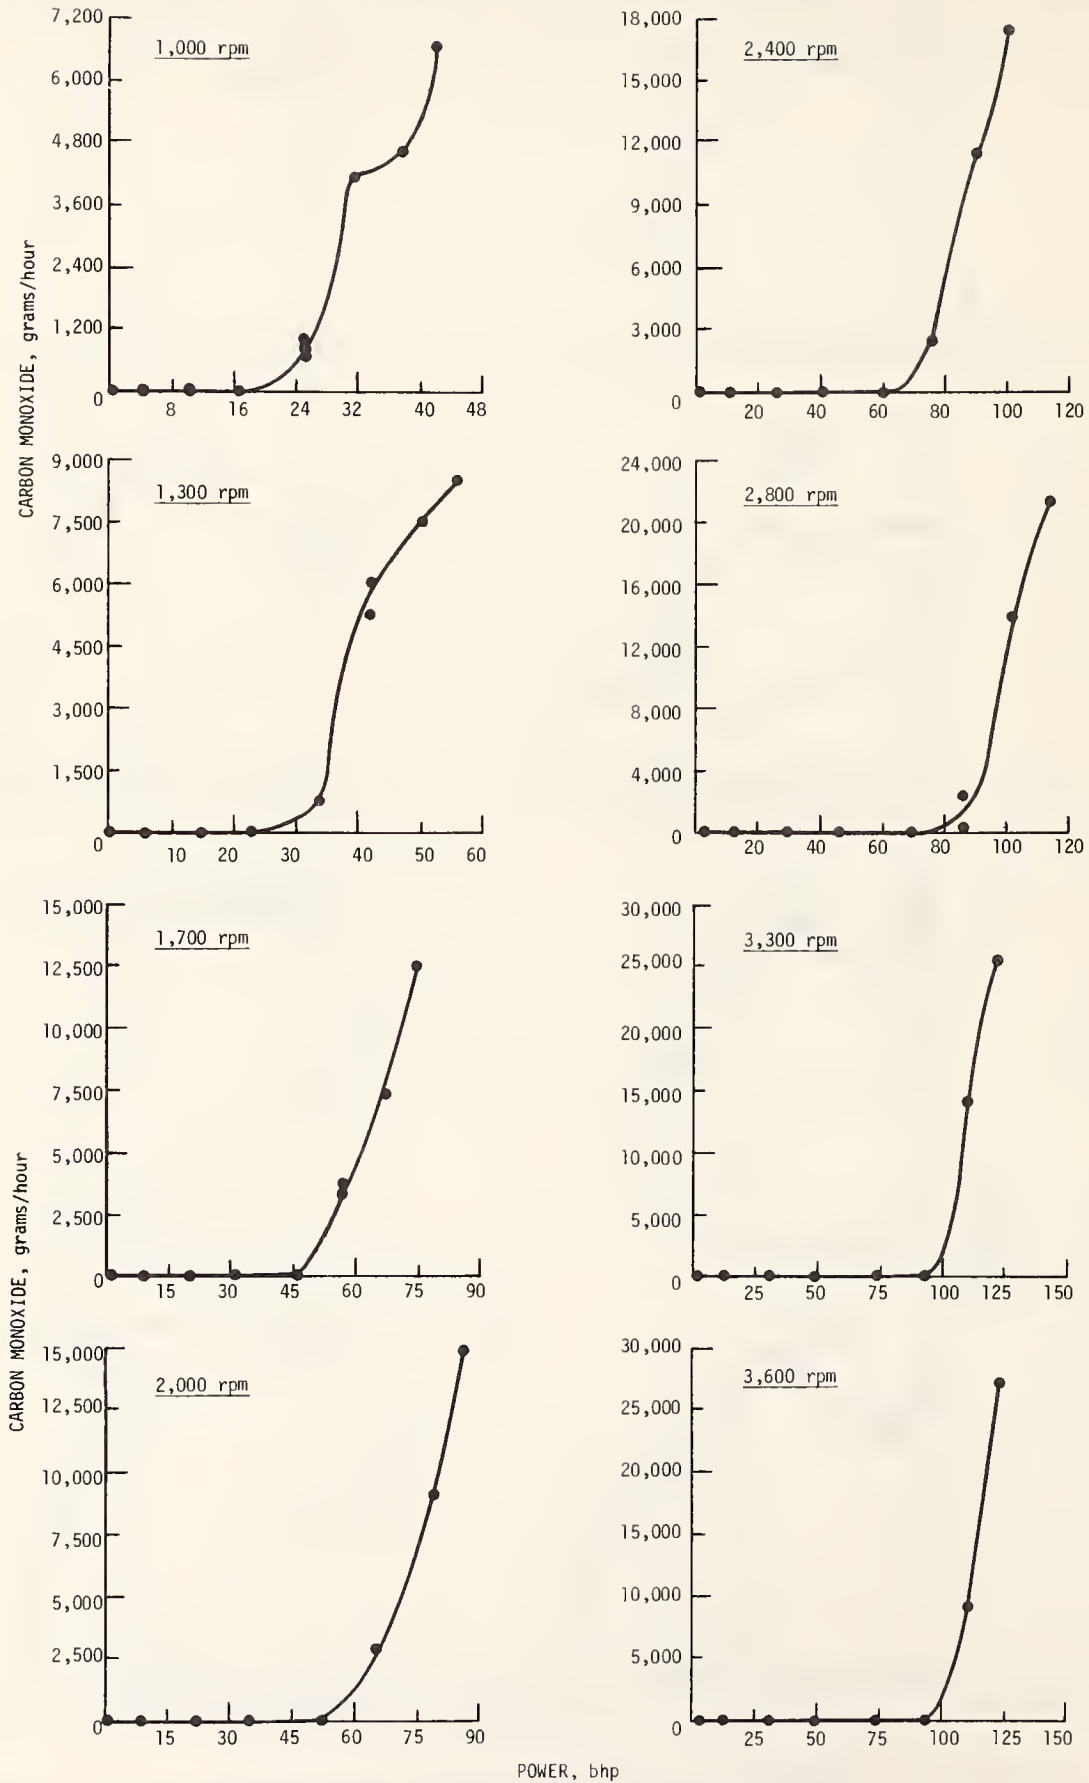 CARBON MONOXIDE, grams/hour
1,000 rpm
7,200
6,000
4,800
3,600
2,400
1,200
0
8 16 24 32 40 48
2,400 rpm
18,000
15,000
12,000
9,000
6,000
3,000
0
20 40 60 80 100 120
1,300 rpm
9,000
7,500
6,000
4,500
3,000
1,500
0
10 20 30 40 50 60
2,800 rpm
24,000
20,000
16,000
12,000
8,000
4,000
0
20 40 60 80 100 120
CARBON MONOXIDE, grams/hour
1,700 rpm
15,000
12,500
10,000
7,500
5,000
2,500
0
15 30 45 60 75 90
3,300 rpm
30,000
25,000
20,000
15,000
10,000
5,000
0
25 50 75 100 125 150
2,000 rpm
15,000
12,500
10,000
7,500
5,000
2,500
0
15 30 45 60 75 90
3,600 rpm
30,000
25,000
20,000
15,000
10,000
5,000
0
25 50 75 100 125 150
POWER, bhp